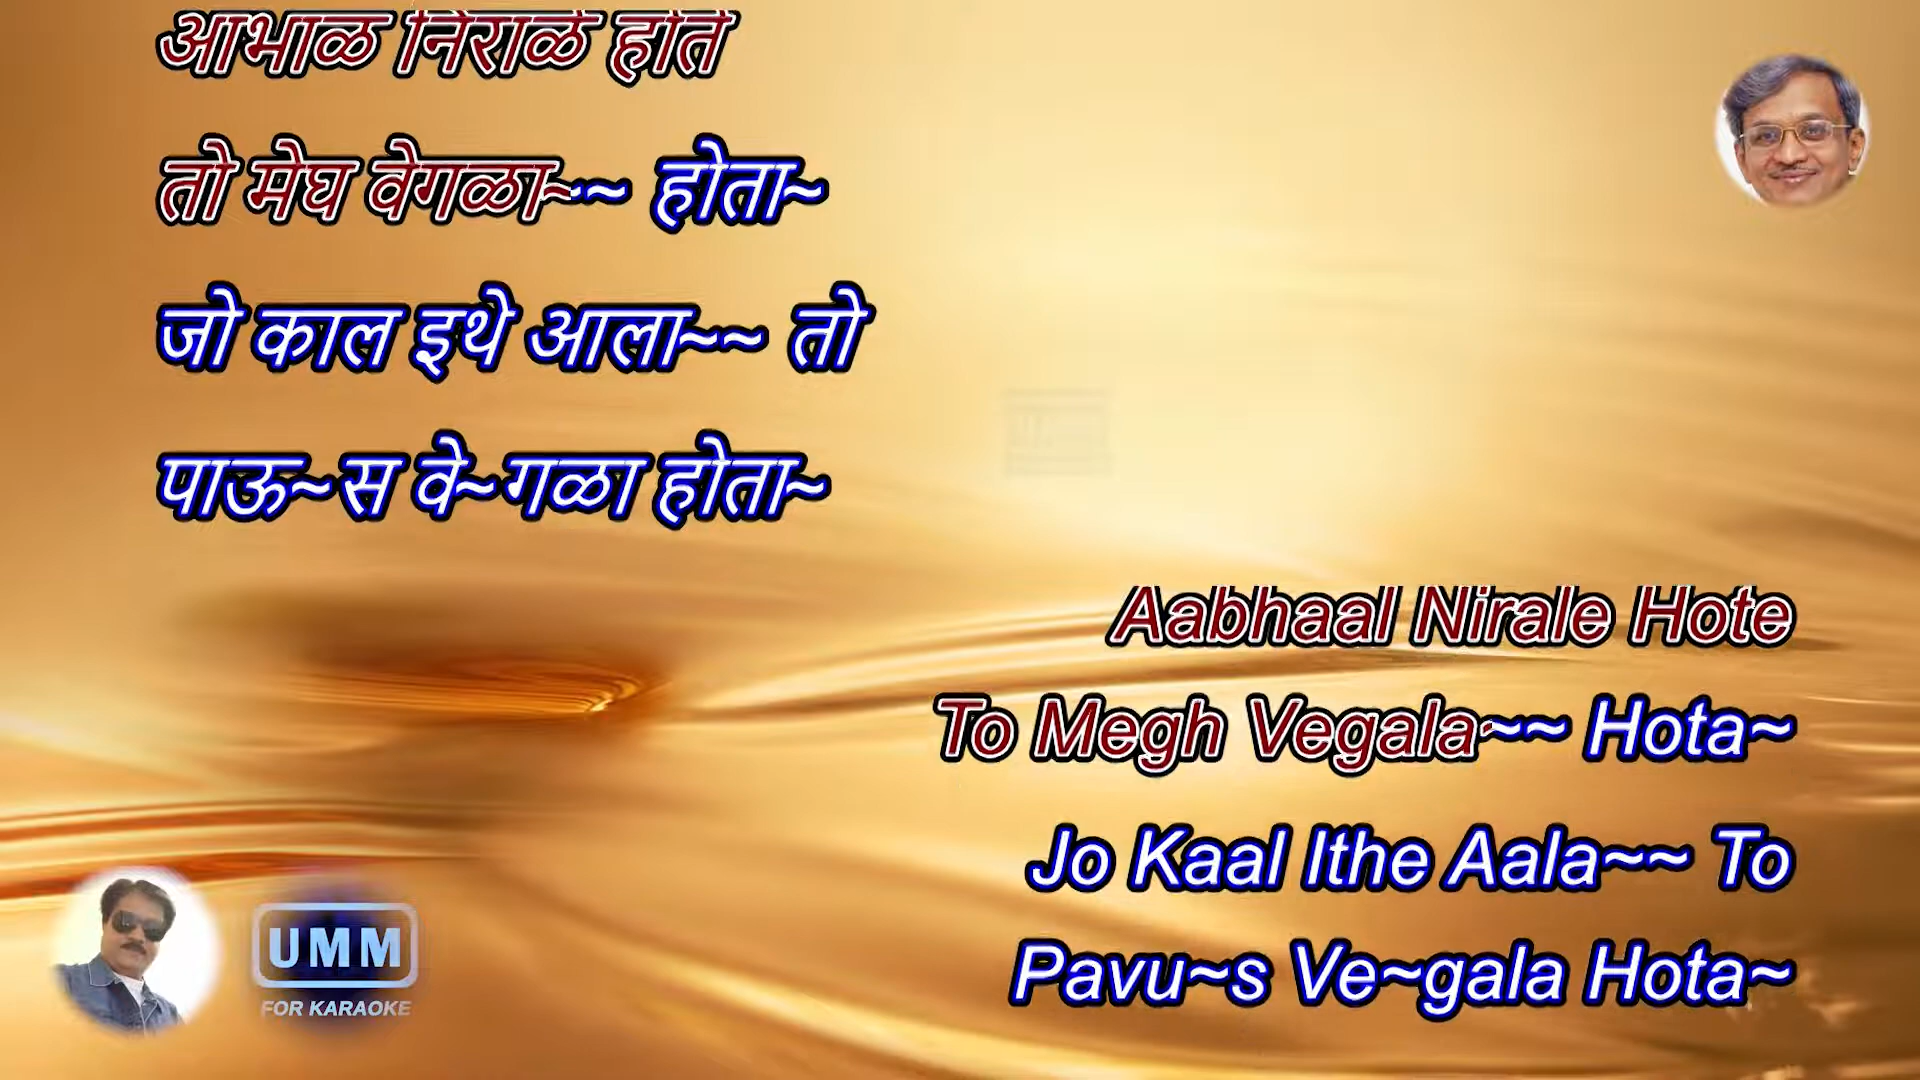 आभाळ निराळे होते
तो मेघ वेगळा~~ होता~
जो काल इथे आला~~ तो
पाऊ~स वे~गळा होता~
Aabhaal Nirale Hote
To Megh Vegala~~ Hota~
Jo Kaal Ithe Aala~~ To
Pavu~s Ve~gala Hota~
UMM
FOR KARAOKE